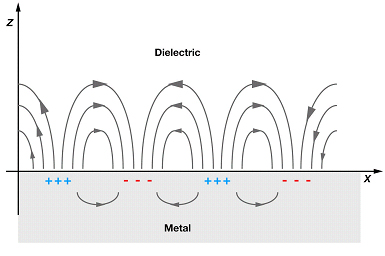 z
Dielectric
+++ - - - +++ - - - x
Metal